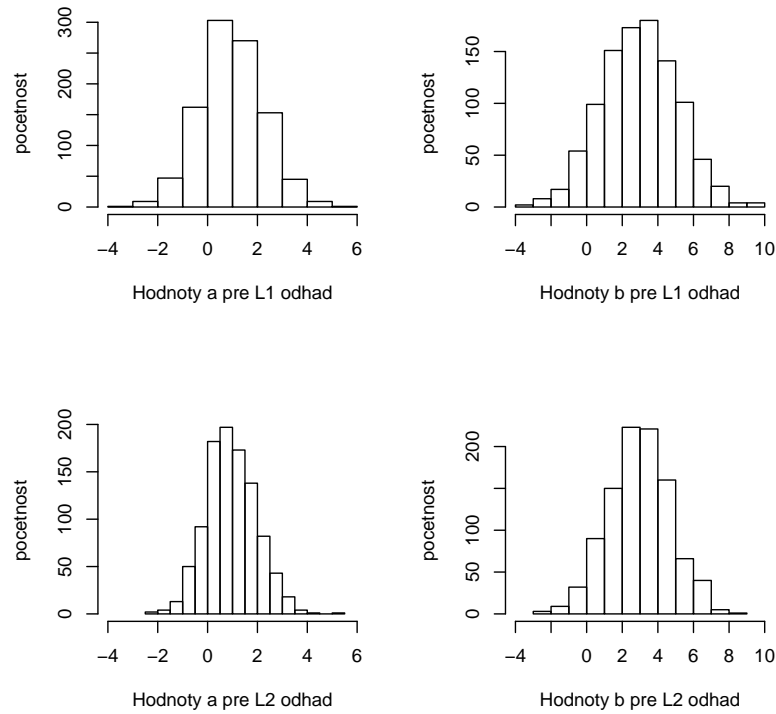 pocetnost
300
150
50
0
−4 −2 0 2 4 6
Hodnoty a pre L1 odhad
pocetnost
150
100
50
0
−4 0 2 4 6 8 10
Hodnoty b pre L1 odhad
pocetnost
200
150
100
50
0
−4 −2 0 2 4 6
Hodnoty a pre L2 odhad
pocetnost
200
100
50
0
−4 0 2 4 6 8 10
Hodnoty b pre L2 odhad